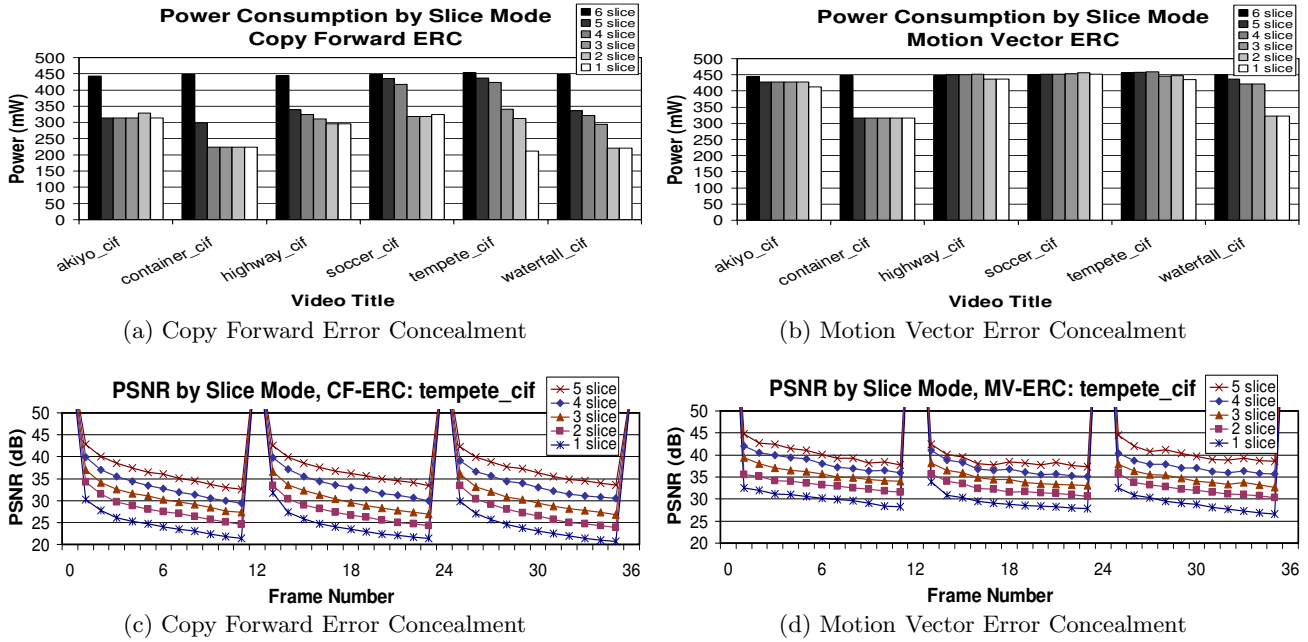 Power Consumption by Slice Mode
Copy Forward ERC
6 slice
5 slice
4 slice
3 slice
2 slice
1 slice
Power (mW)
500
450
400
350
300
250
200
150
100
50
0
akiyo_cif
container_cif
highway_cif
soccer_cif
tempete_cif
waterfall_cif
Video Title
(a) Copy Forward Error Concealment
Power Consumption by Slice Mode
Motion Vector ERC
6 slice
5 slice
4 slice
3 slice
2 slice
1 slice
Power (mW)
500
450
400
350
300
250
200
150
100
50
0
akiyo_cif
container_cif
highway_cif
soccer_cif
tempete_cif
waterfall_cif
Video Title
(b) Motion Vector Error Concealment
PSNR by Slice Mode, CF-ERC: tempete_cif
5 slice
4 slice
3 slice
2 slice
1 slice
PSNR (dB)
50
45
40
35
30
25
20
0 6 12 18 24 30 36
Frame Number
(c) Copy Forward Error Concealment
PSNR by Slice Mode, MV-ERC: tempete_cif
5 slice
4 slice
3 slice
2 slice
1 slice
PSNR (dB)
50
45
40
35
30
25
20
0 6 12 18 24 30 36
Frame Number
(d) Motion Vector Error Concealment